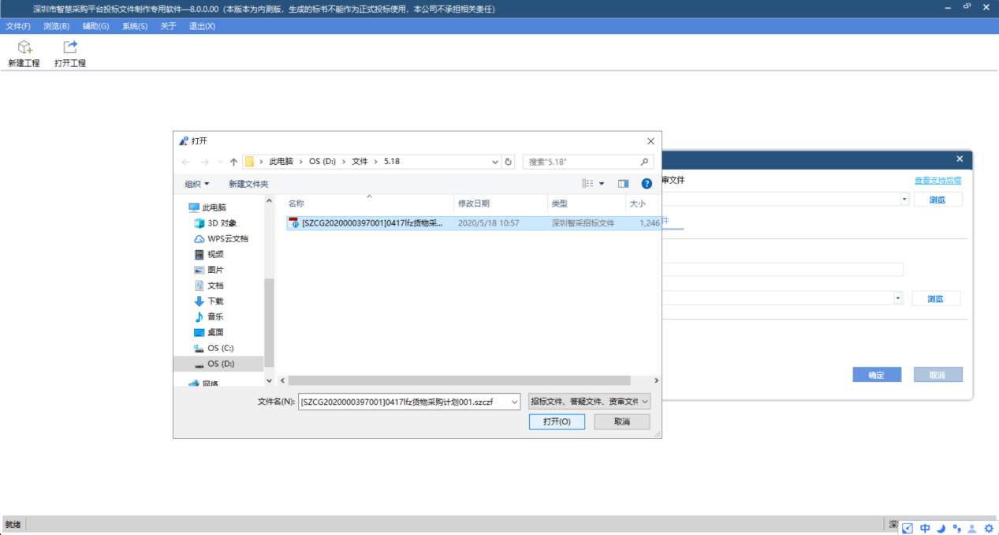 深圳市智慧采购平台投标文件制作专用软件—8.0.0.00（本版本为内测版，生成的标书不能作为正式投标使用，本公司不承担相关责任）
文件(F) 浏览(B) 辅助(G) 系统(S) 关于 退出(X)
新建工程 打开工程
打开
此电脑 › OS (D:) › 文件 › 5.18
搜索"5.18"
组织 新建文件夹
名称 修改日期 类型 大小
[SZCG2020000397001]0417lfz货物采... 2020/5/18 10:57 深圳智采招标文件 1,246
此电脑
3D 对象
WPS云文档
视频
图片
文档
下载
音乐
桌面
OS (C:)
OS (D:)
网络
文件名(N): [SZCG2020000397001]0417lfz货物采购计划001.szczf
招标文件、答疑文件、资审文件
打开(O) 取消
审文件 查看支持后缀
浏览
件
浏览
确定 取消
就绪 深
中